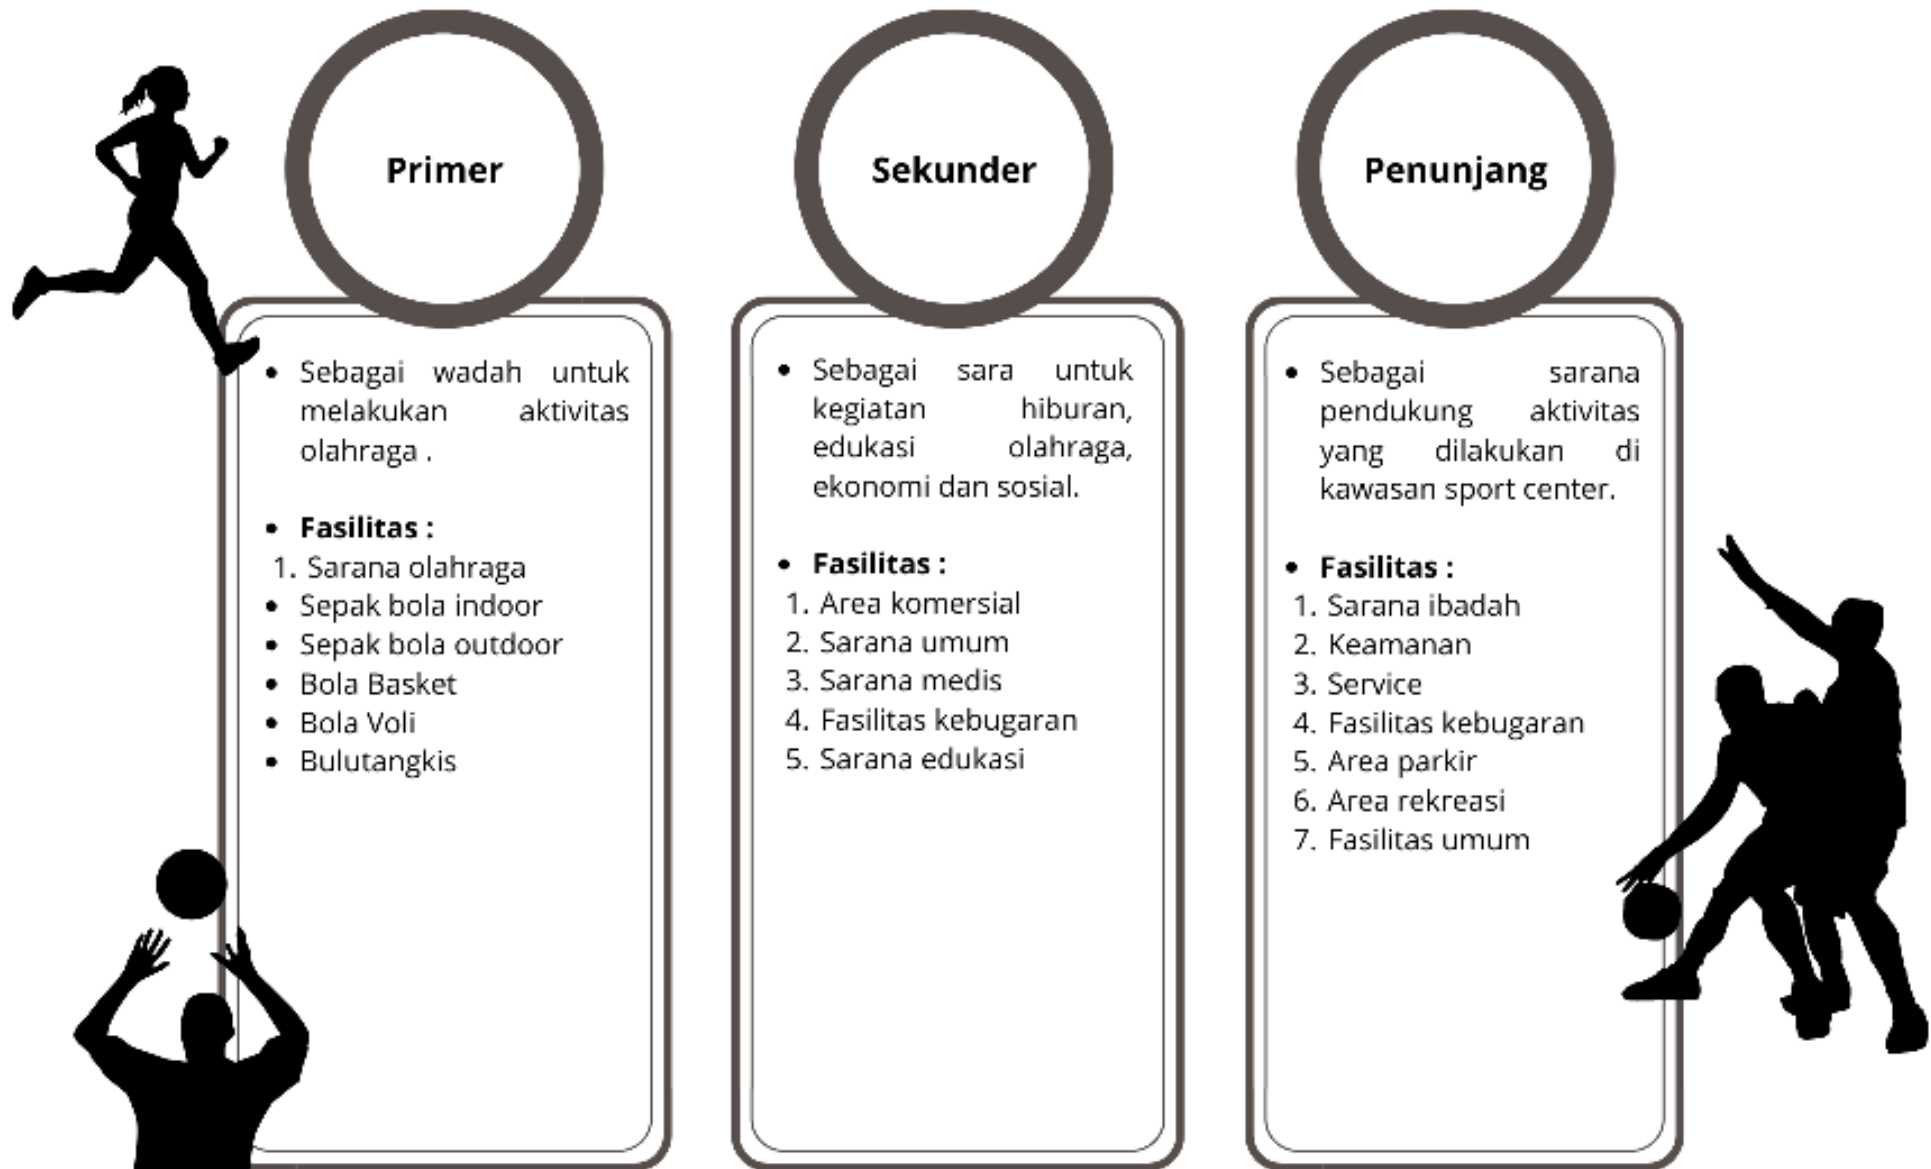 Primer
• Sebagai wadah untuk
melakukan aktivitas
olahraga .
• Fasilitas :
1. Sarana olahraga
• Sepak bola indoor
• Sepak bola outdoor
• Bola Basket
• Bola Voli
• Bulutangkis
Sekunder
• Sebagai sara untuk
kegiatan hiburan,
edukasi olahraga,
ekonomi dan sosial.
• Fasilitas :
1. Area komersial
2. Sarana umum
3. Sarana medis
4. Fasilitas kebugaran
5. Sarana edukasi
Penunjang
• Sebagai sarana
pendukung aktivitas
yang dilakukan di
kawasan sport center.
• Fasilitas :
1. Sarana ibadah
2. Keamanan
3. Service
4. Fasilitas kebugaran
5. Area parkir
6. Area rekreasi
7. Fasilitas umum